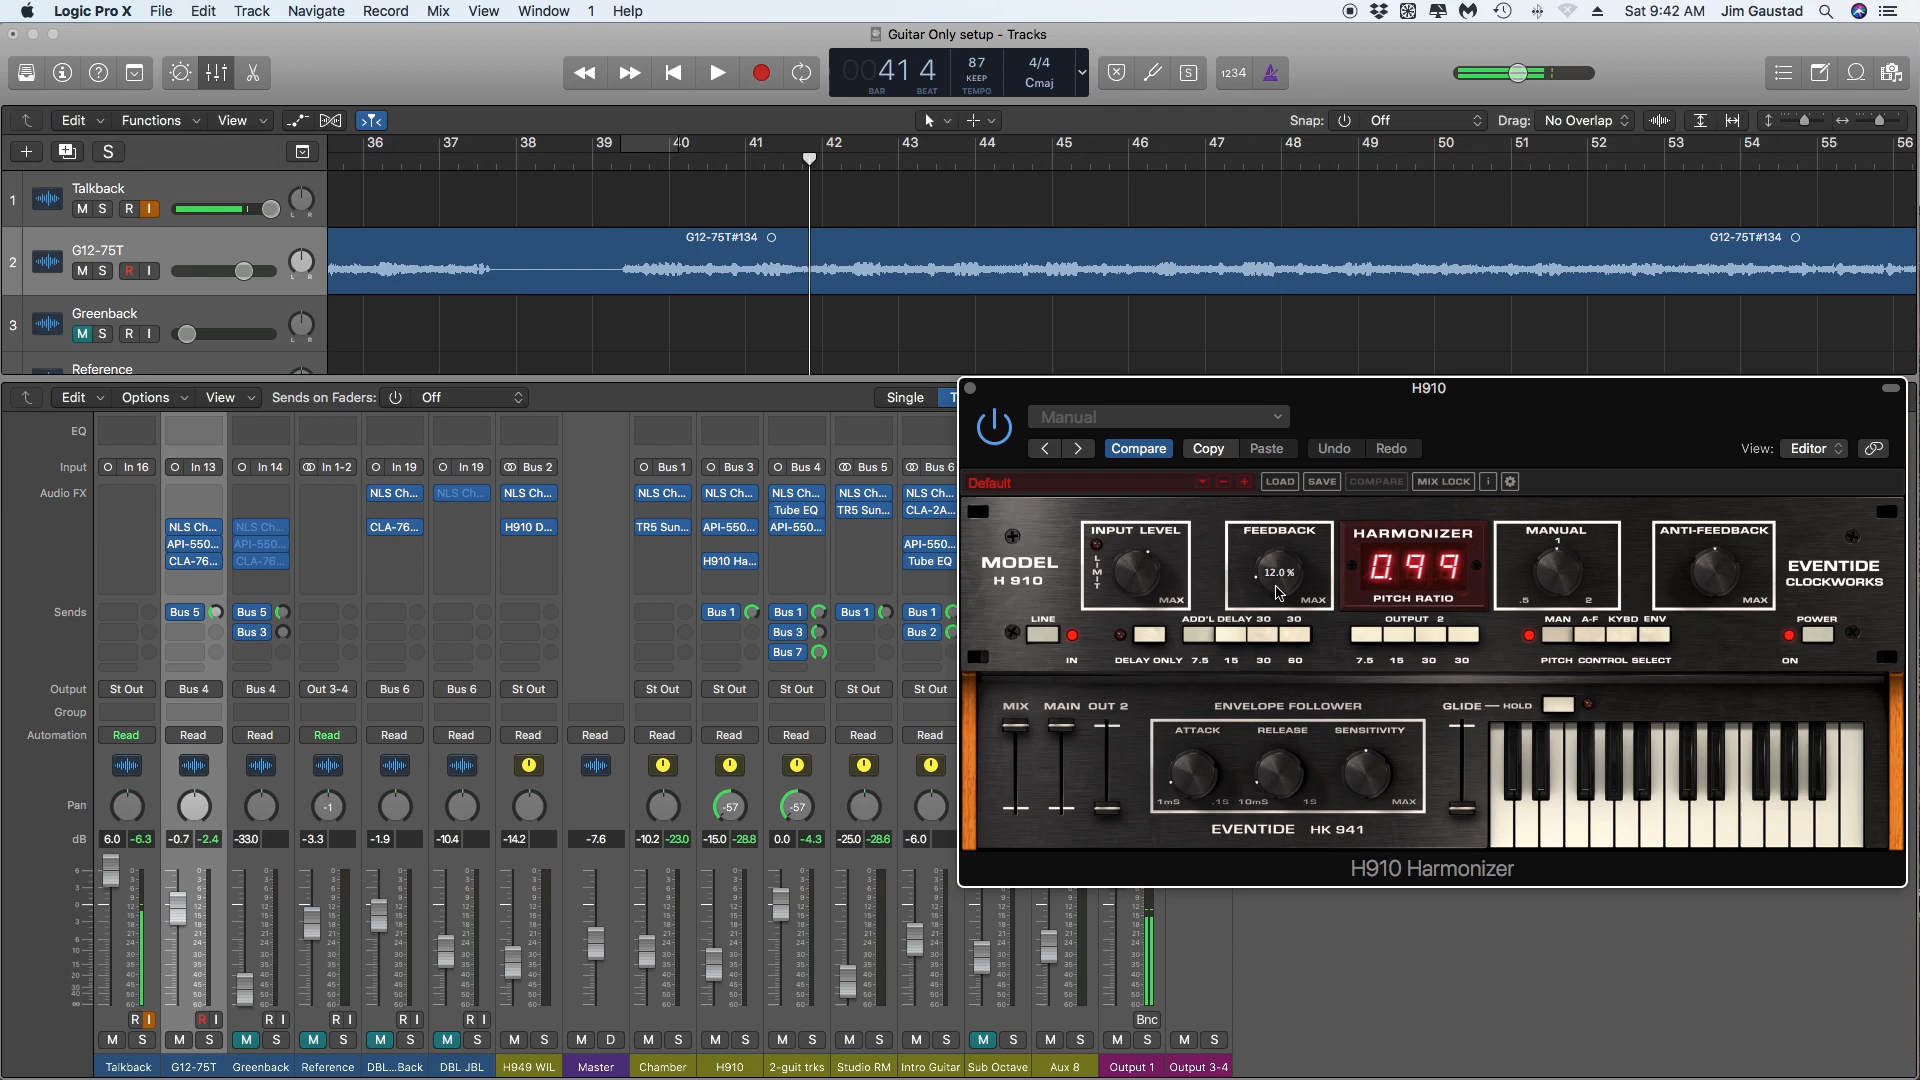 Logic Pro X File Edit Track Navigate Record Mix View Window 1 Help Sat 9:42 AM Jim Gaustad
Guitar Only setup - Tracks
0041 4 87 4/4
KEEP Cmaj
BAR BEAT TEMPO
S 1234
Edit Functions View Snap: Off Drag: No Overlap
S 36 37 38 39 40 41 42 43 44 45 46 47 48 49 50 51 52 53 54 55 56
1 Talkback
M S R I L R
2 G12-75T G12-75T#134 G12-75T#134
M S R I L R
3 Greenback
M S R I L R
Reference
Edit Options View Sends on Faders: Off Single T
EQ
Input In 16 In 13 In 14 In 1-2 In 19 In 19 Bus 2 Bus 1 Bus 3 Bus 4 Bus 5 Bus 6
Audio FX NLS Ch... NLS Ch... NLS Ch... NLS Ch... NLS Ch... NLS Ch... NLS Ch... NLS Ch...
Tube EQ TR5 Sun... CLA-2A...
NLS Ch... NLS Ch... CLA-76... H910 D... TR5 Sun... API-550... API-550...
API-550... API-550... API-550...
CLA-76... CLA-76... H910 Ha... Tube EQ
Sends Bus 5 Bus 5 Bus 1 Bus 1 Bus 1 Bus 1
Bus 3 Bus 3 Bus 2
Bus 7
Output St Out Bus 4 Bus 4 Out 3-4 Bus 6 Bus 6 St Out St Out St Out St Out St Out St Out
Group
Automation Read Read Read Read Read Read Read Read Read Read Read Read Read
Pan -1 -57 -57
dB 6.0 -6.3 -0.7 -2.4 -33.0 -3.3 -1.9 -10.4 -14.2 -7.6 -10.2 -23.0 -15.0 -28.8 0.0 -4.3 -25.0 -28.6 -6.0
R I R I R I R I R I R I Bnc
M S M S M S M S M S M S M S M D M S M S M S M S M S M S M S M S M S
Talkback G12-75T Greenback Reference DBL...Back DBL JBL H949 WIL Master Chamber H910 2-guit trks Studio RM Intro Guitar Sub Octave Aux 8 Output 1 Output 3-4
H910
Manual
Compare Copy Paste Undo Redo View: Editor
Default LOAD SAVE COMPARE MIX LOCK i
INPUT LEVEL FEEDBACK HARMONIZER MANUAL ANTI-FEEDBACK
MODEL
H 910
LIMIT MAX 12.0 % MAX 0.99 1 .5 2 MAX
PITCH RATIO
EVENTIDE
CLOCKWORKS
LINE ADD'L DELAY 30 30 OUTPUT 2 MAN A-F KYBD ENV POWER
IN DELAY ONLY 7.5 15 30 60 7.5 15 30 30 PITCH CONTROL SELECT ON
MIX MAIN OUT 2 ENVELOPE FOLLOWER GLIDE HOLD
ATTACK RELEASE SENSITIVITY
1mS .1S 10mS 1S MAX
EVENTIDE HK 941
H910 Harmonizer